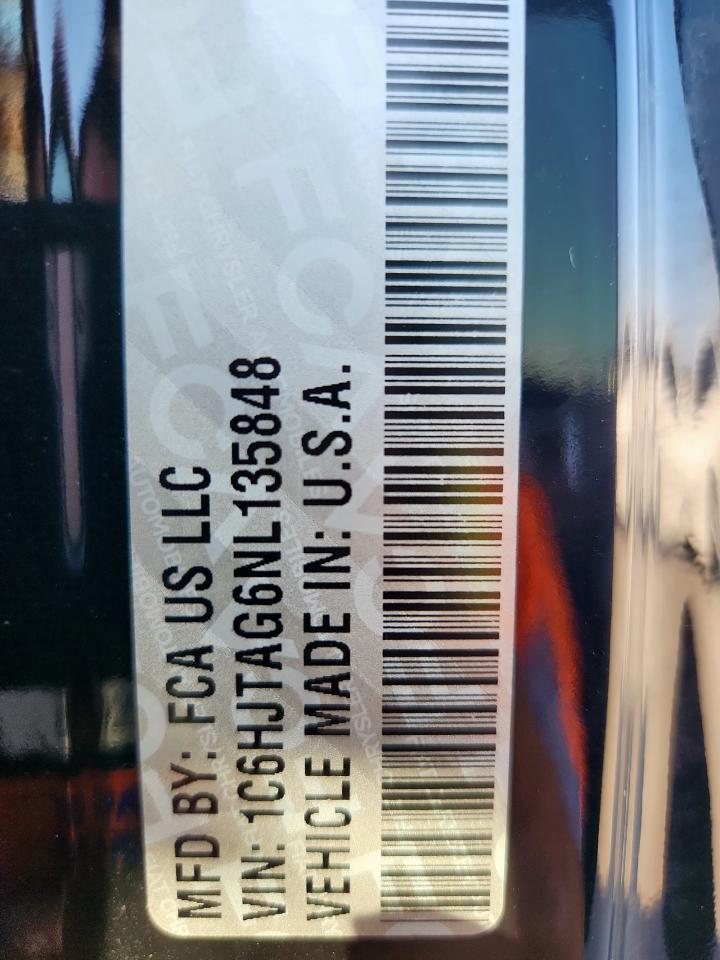 MFD BY: FCA US LLC
VIN: 1C6HJTAG6NL135848
VEHICLE MADE IN: U.S.A.